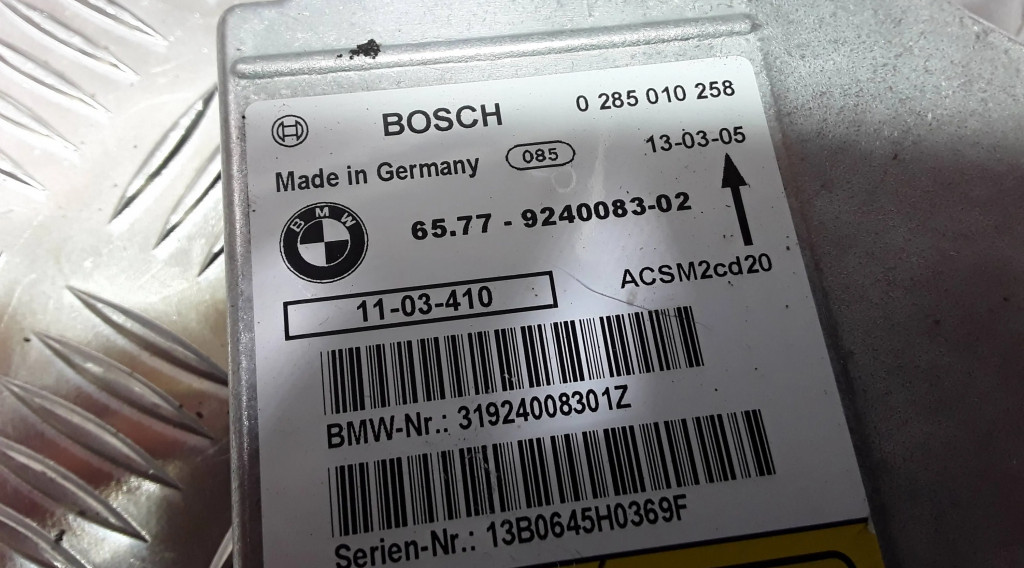 BOSCH 0 285 010 258
Made in Germany 085 13-03-05
BMW
65.77 - 9240083-02
ACSM2cd20
11-03-410
BMW-Nr.: 31924008301Z
Serien-Nr.: 13B0645H0369F